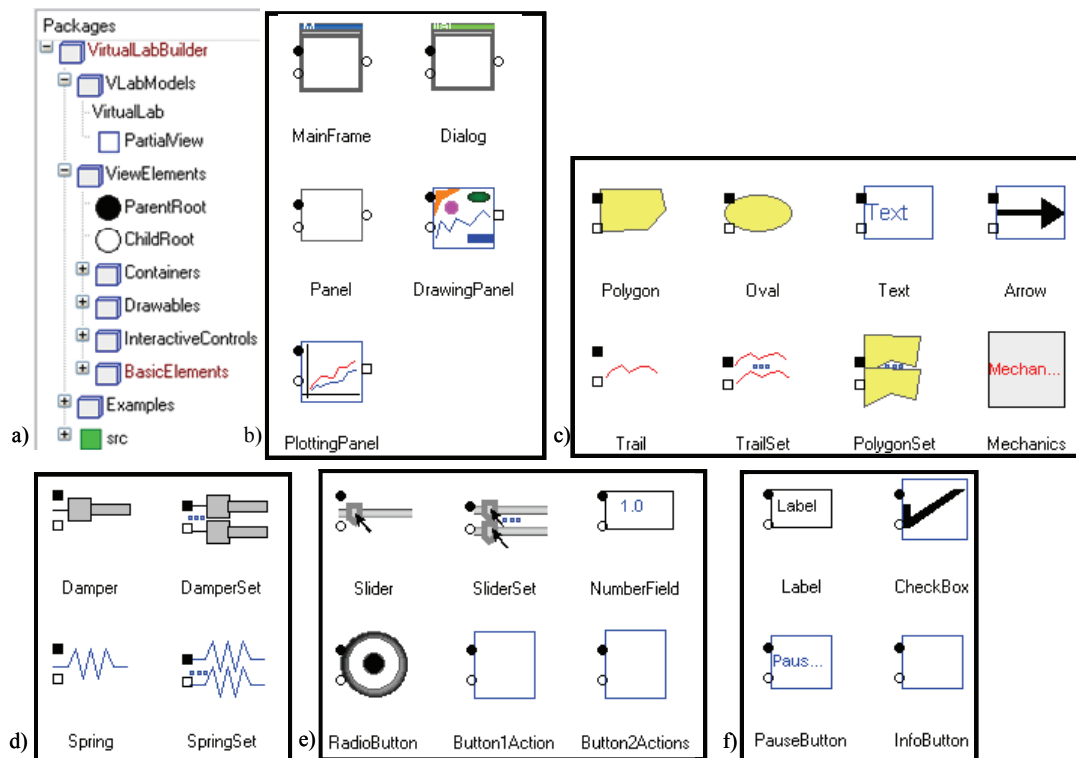 Packages
VirtualLabBuilder
VLabModels
VirtualLab
PartialView
ViewElements
ParentRoot
ChildRoot
Containers
Drawables
InteractiveControls
BasicElements
Examples
src
a)
MainFrame Dialog
Panel DrawingPanel
PlottingPanel
b)
Text
Polygon Oval Text Arrow
Mechan...
Trail TrailSet PolygonSet Mechanics
c)
Damper DamperSet
Spring SpringSet
d)
1.0
Slider SliderSet NumberField
RadioButton Button1Action Button2Actions
e)
Label
Label CheckBox
Paus...
PauseButton InfoButton
f)